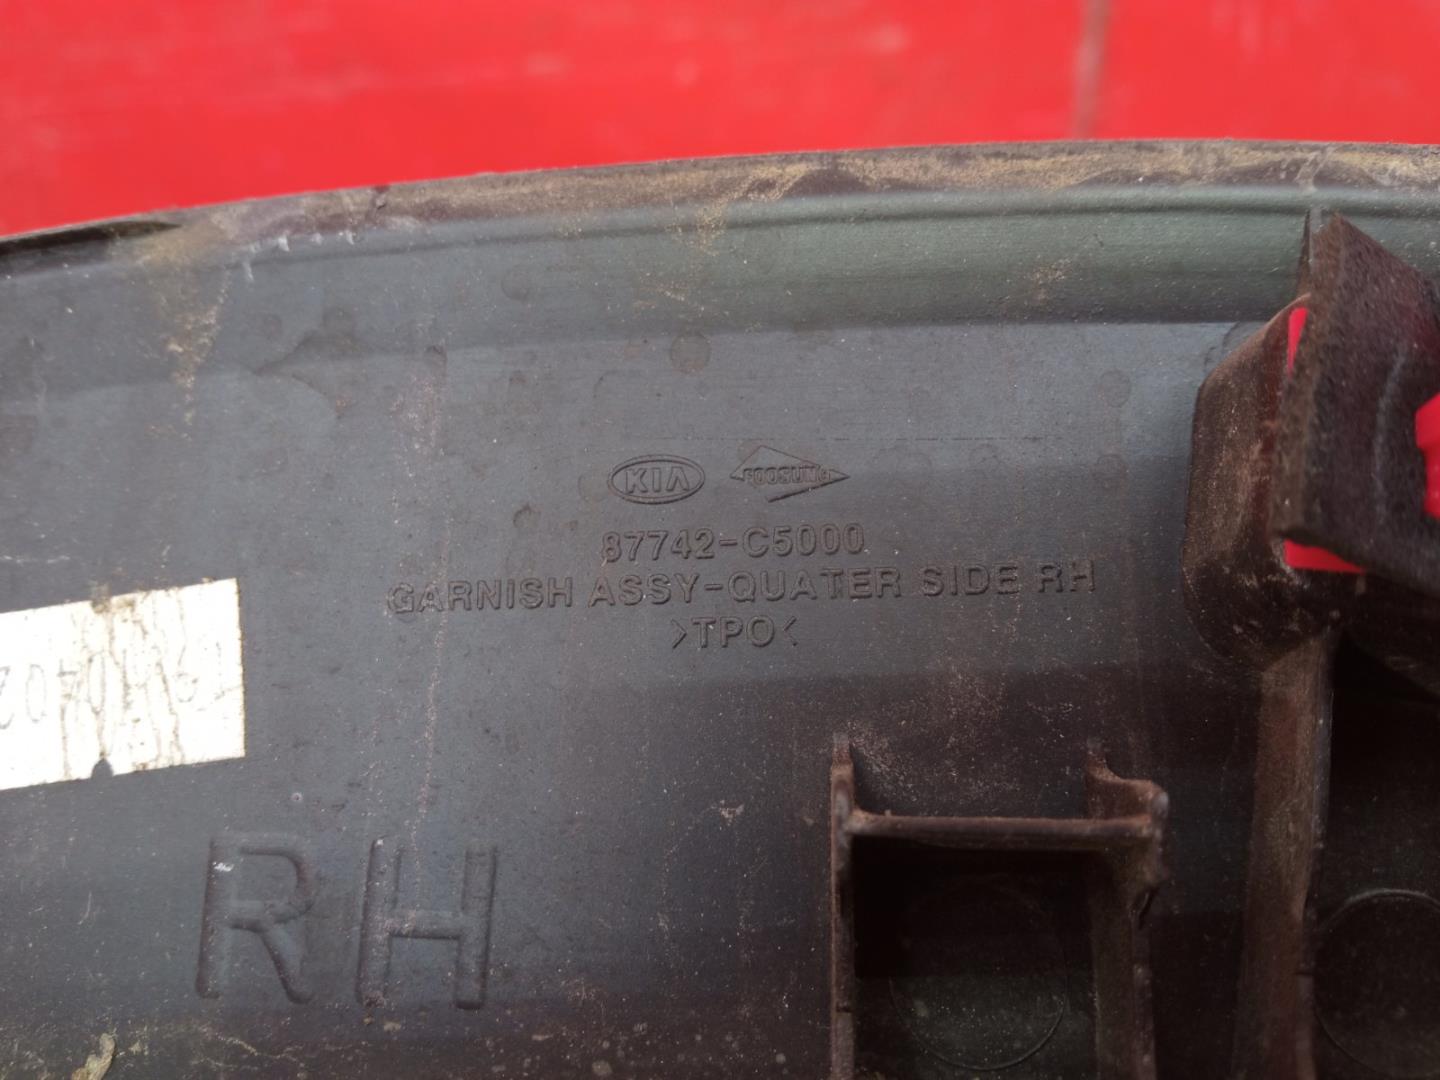 KIA FOOSUNG
87742-C5000
GARNISH ASSY-QUATER SIDE RH
>TPO<
RH